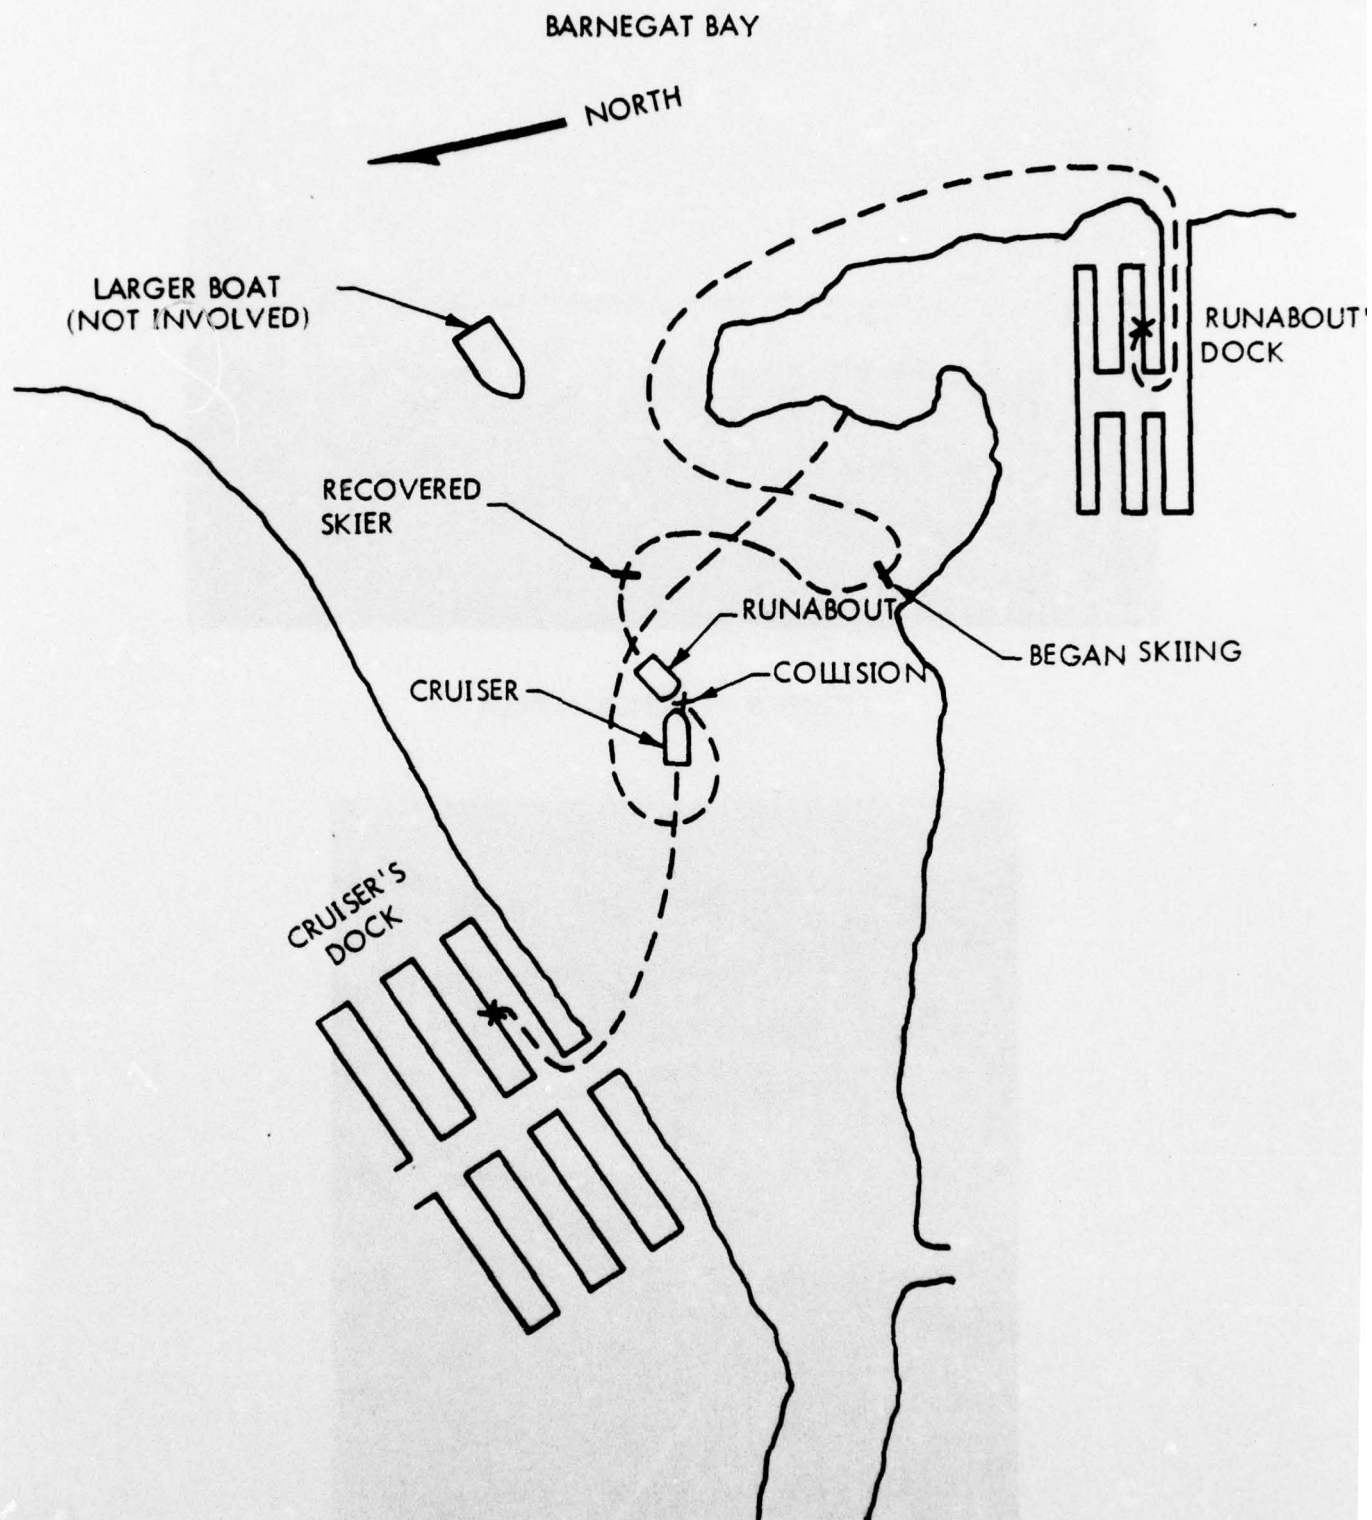 BARNEGAT BAY
NORTH
LARGER BOAT
(NOT INVOLVED)
RUNABOUT'
DOCK
RECOVERED
SKIER
RUNABOUT
BEGAN SKIING
COLLISION
CRUISER
CRUISER'S
DOCK